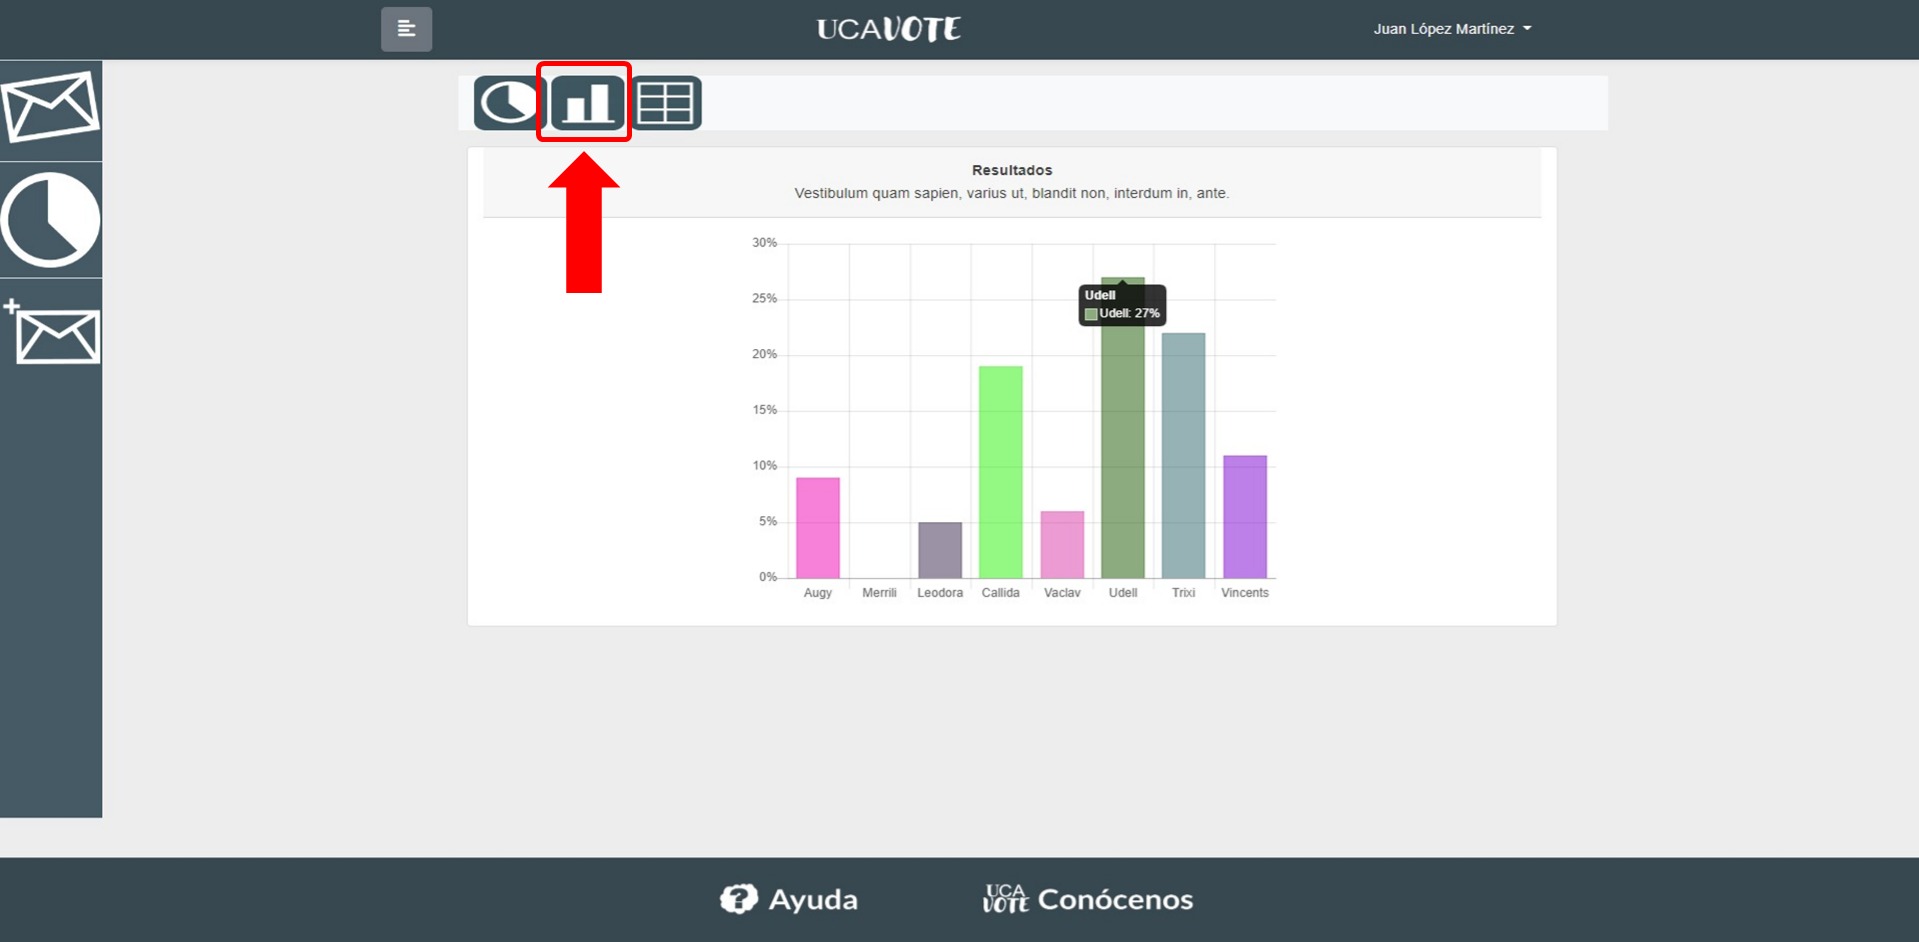 UCAVOTE
Juan López Martínez
Resultados
Vestibulum quam sapien, varius ut, blandit non, interdum in, ante.
30%
25%
20%
15%
10%
5%
0%
Udell
Udell: 27%
Augy Merrili Leodora Callida Vaclav Udell Trixi Vincents
? Ayuda
UCA
VOTE
Conócenos